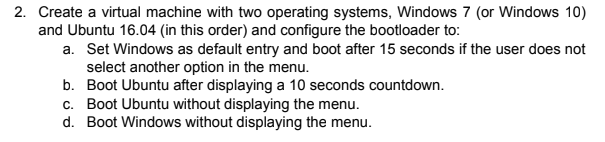 2. Create a virtual machine with two operating systems, Windows 7 (or Windows 10)
and Ubuntu 16.04 (in this order) and configure the bootloader to:
a. Set Windows as default entry and boot after 15 seconds if the user does not
select another option in the menu.
b. Boot Ubuntu after displaying a 10 seconds countdown.
c. Boot Ubuntu without displaying the menu.
d. Boot Windows without displaying the menu.